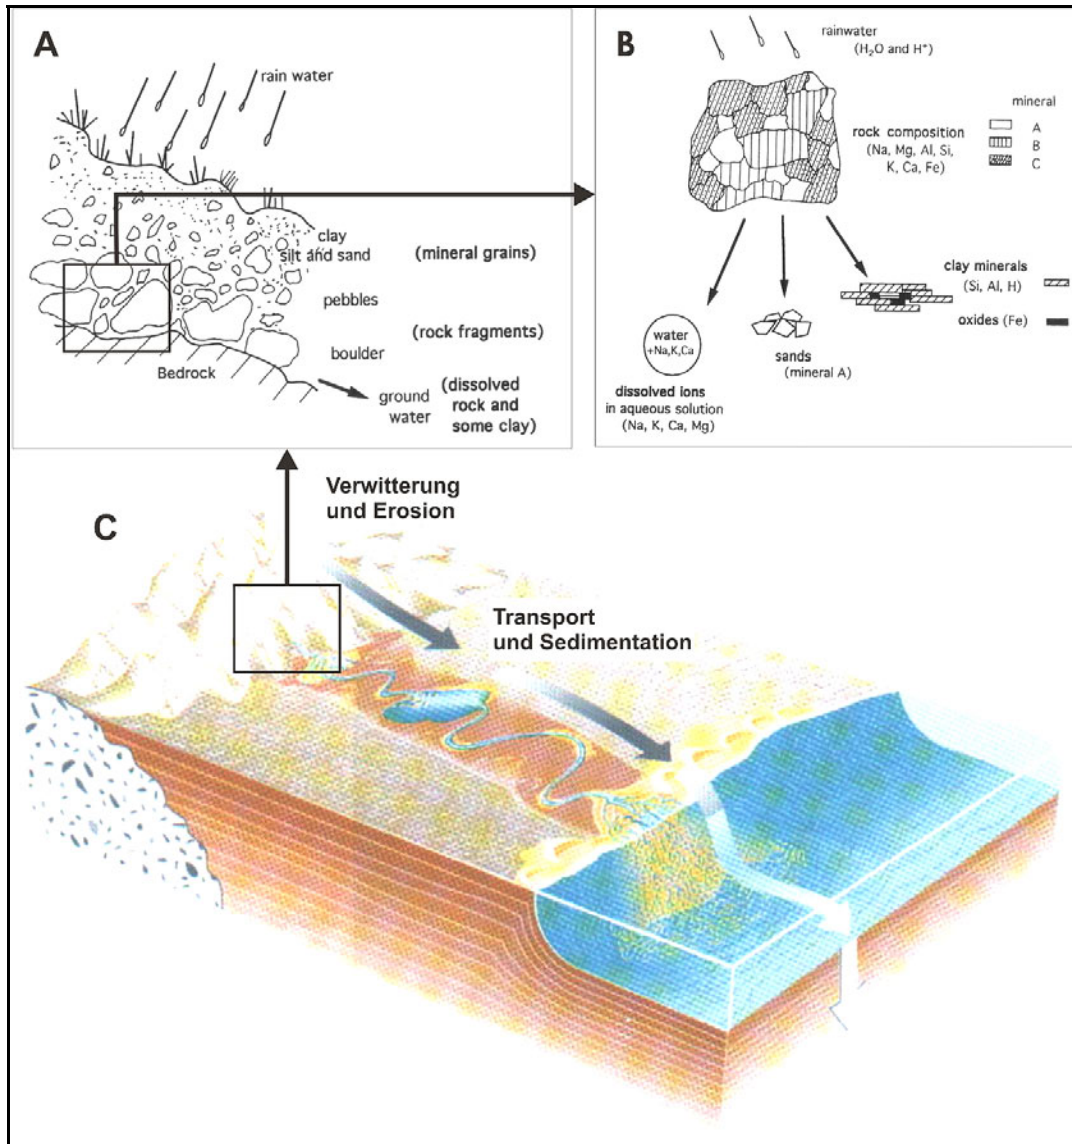 A
rain water
clay
silt and sand
(mineral grains)
pebbles
(rock fragments)
boulder
Bedrock
ground
water
(dissolved
rock and
some clay)
B
rainwater
(H₂O and H⁺)
mineral
rock composition
(Na, Mg, Al, Si,
K, Ca, Fe)
A
B
C
clay minerals
(Si, Al, H)
oxides (Fe)
water
+Na,K,Ca
sands
(mineral A)
dissolved ions
in aqueous solution
(Na, K, Ca, Mg)
C
Verwitterung
und Erosion
Transport
und Sedimentation